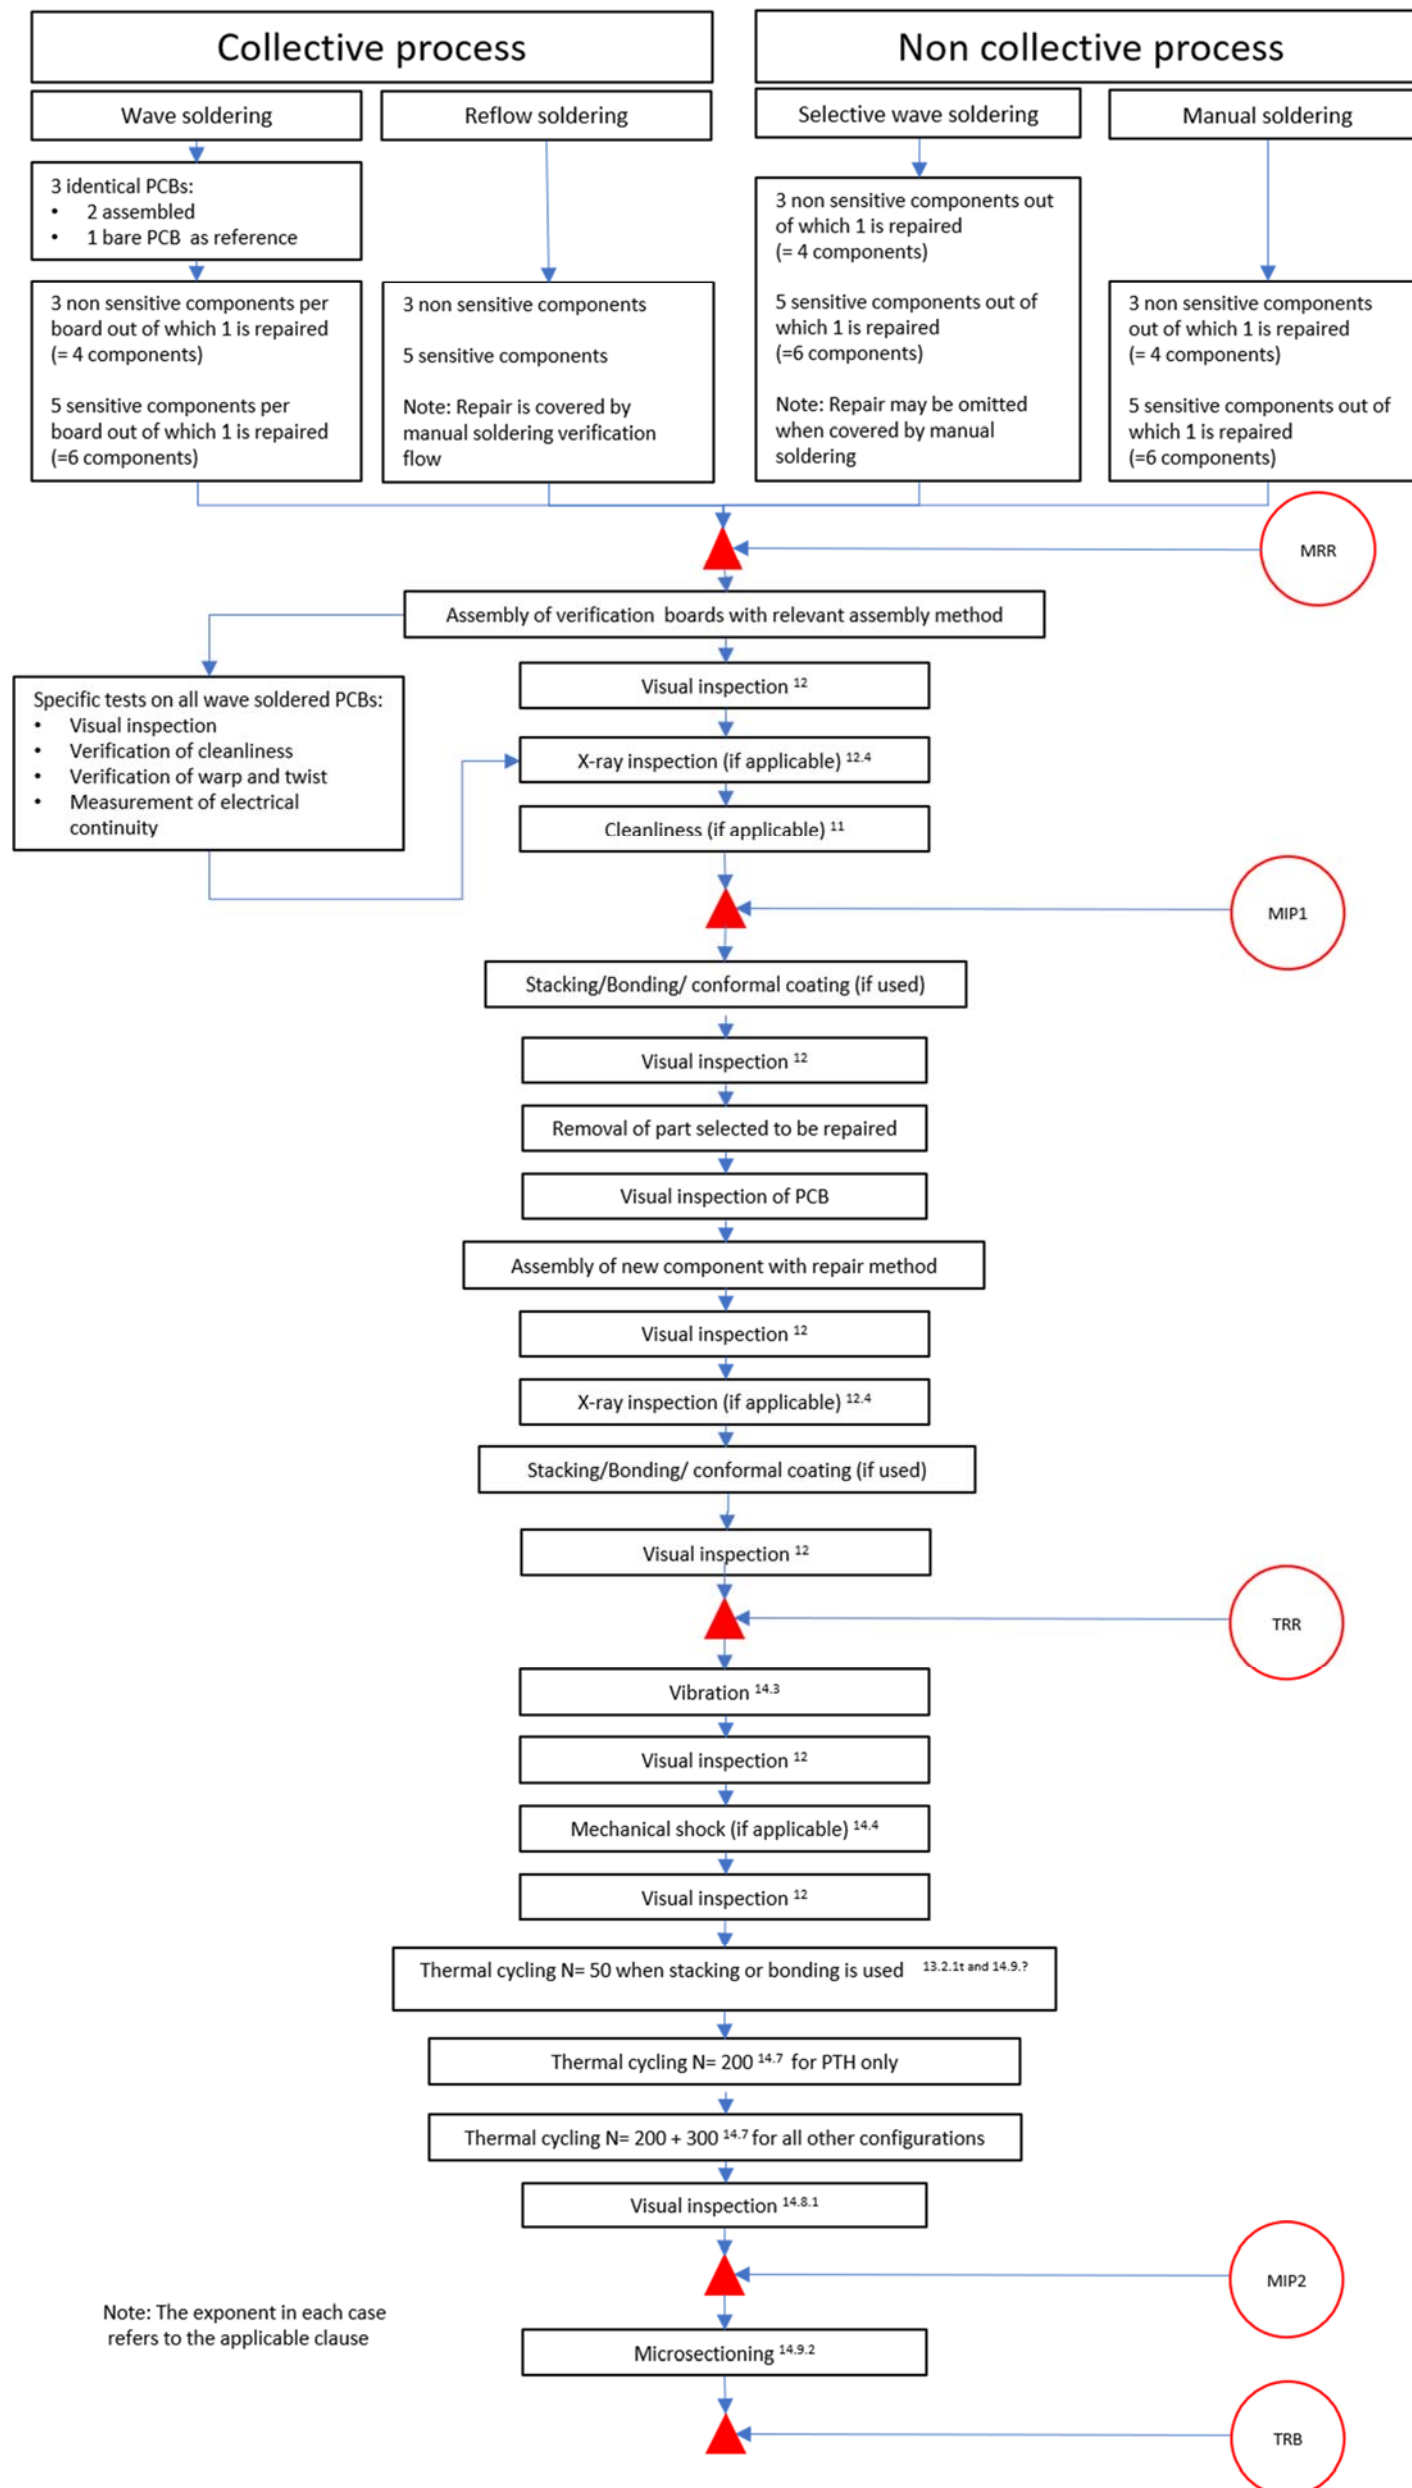 Collective process
Non collective process
Wave soldering
Reflow soldering
Selective wave soldering
Manual soldering
3 identical PCBs:
• 2 assembled
• 1 bare PCB as reference
3 non sensitive components per
board out of which 1 is repaired
(= 4 components)
5 sensitive components per
board out of which 1 is repaired
(=6 components)
3 non sensitive components
5 sensitive components
Note: Repair is covered by
manual soldering verification
flow
3 non sensitive components out
of which 1 is repaired
(= 4 components)
5 sensitive components out of
which 1 is repaired
(=6 components)
Note: Repair may be omitted
when covered by manual
soldering
3 non sensitive components
out of which 1 is repaired
(= 4 components)
5 sensitive components out of
which 1 is repaired
(=6 components)
MRR
Assembly of verification boards with relevant assembly method
Specific tests on all wave soldered PCBs:
• Visual inspection
• Verification of cleanliness
• Verification of warp and twist
• Measurement of electrical
continuity
Visual inspection 12
X-ray inspection (if applicable) 12.4
Cleanliness (if applicable) 11
MIP1
Stacking/Bonding/ conformal coating (if used)
Visual inspection 12
Removal of part selected to be repaired
Visual inspection of PCB
Assembly of new component with repair method
Visual inspection 12
X-ray inspection (if applicable) 12.4
Stacking/Bonding/ conformal coating (if used)
Visual inspection 12
TRR
Vibration 14.3
Visual inspection 12
Mechanical shock (if applicable) 14.4
Visual inspection 12
Thermal cycling N= 50 when stacking or bonding is used 13.2.1t and 14.9.?
Thermal cycling N= 200 14.7 for PTH only
Thermal cycling N= 200 + 300 14.7 for all other configurations
Visual inspection 14.8.1
MIP2
Note: The exponent in each case
refers to the applicable clause
Microsectioning 14.9.2
TRB